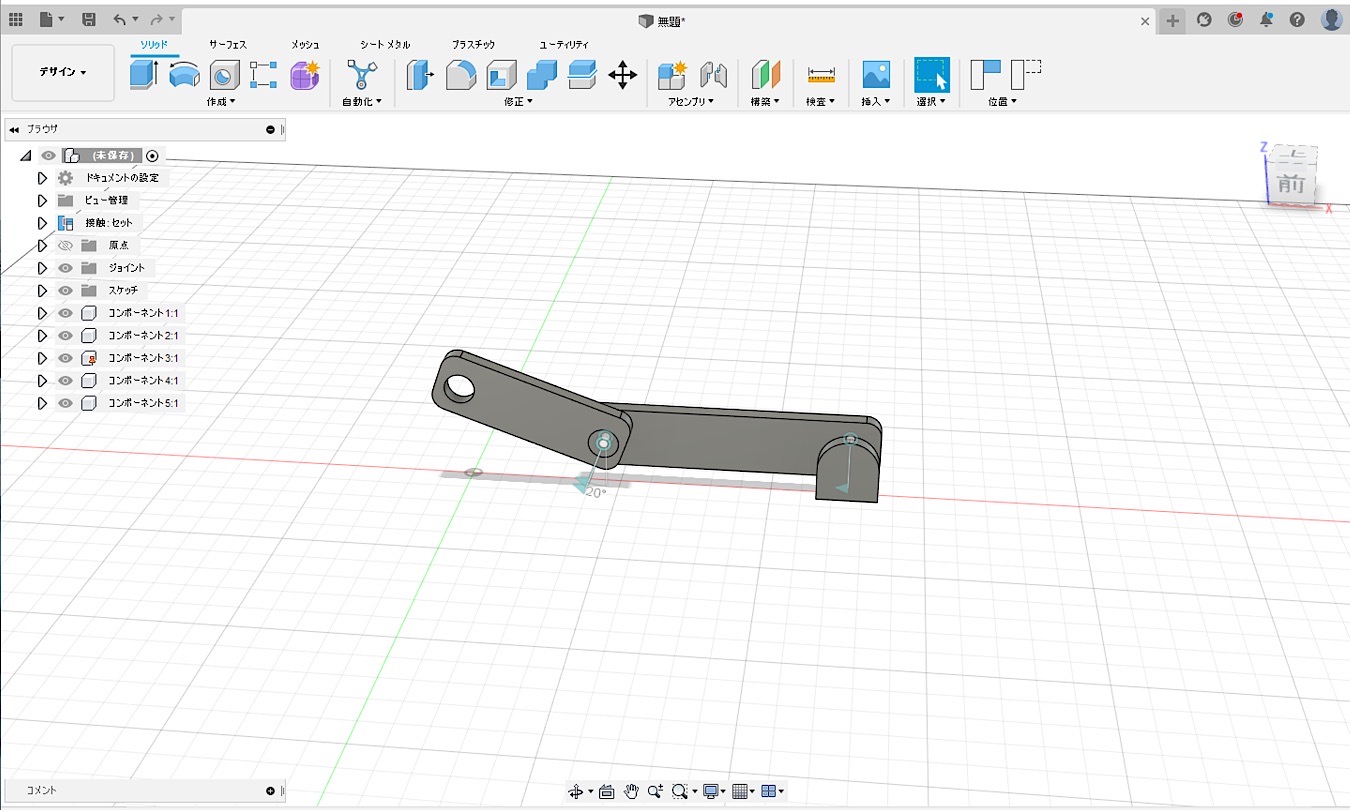 無題*
ソリッド サーフェス メッシュ シート メタル プラスチック ユーティリティ
デザイン
作成 自動化 修正 アセンブリ 構築 検査 挿入 選択 位置
ブラウザ
(未保存)
ドキュメントの設定
ビュー管理
接触: セット
原点
ジョイント
スケッチ
コンポーネント1:1
コンポーネント2:1
コンポーネント3:1
コンポーネント4:1
コンポーネント5:1
Z
上
前
X
20°
コメント